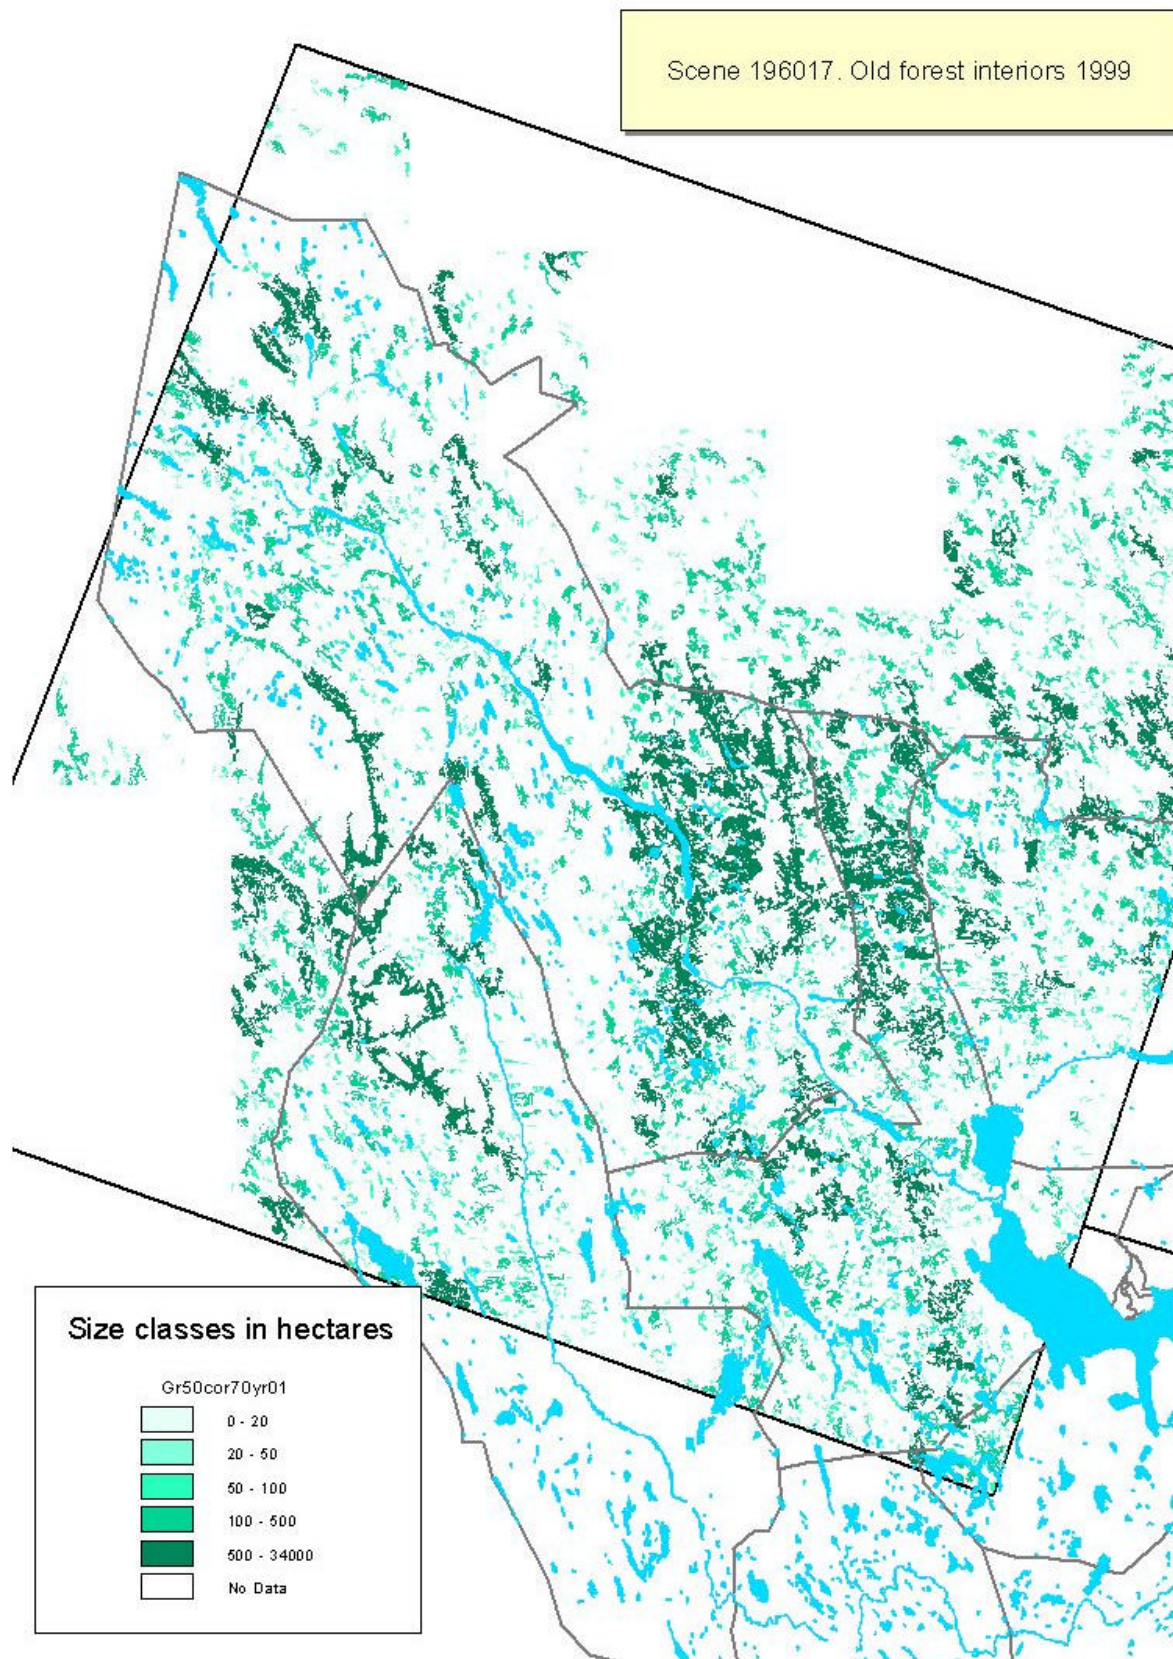 Scene 196017. Old forest interiors 1999
Size classes in hectares
Gr50cor70yr01
0 - 20
20 - 50
50 - 100
100 - 500
500 - 34000
No Data